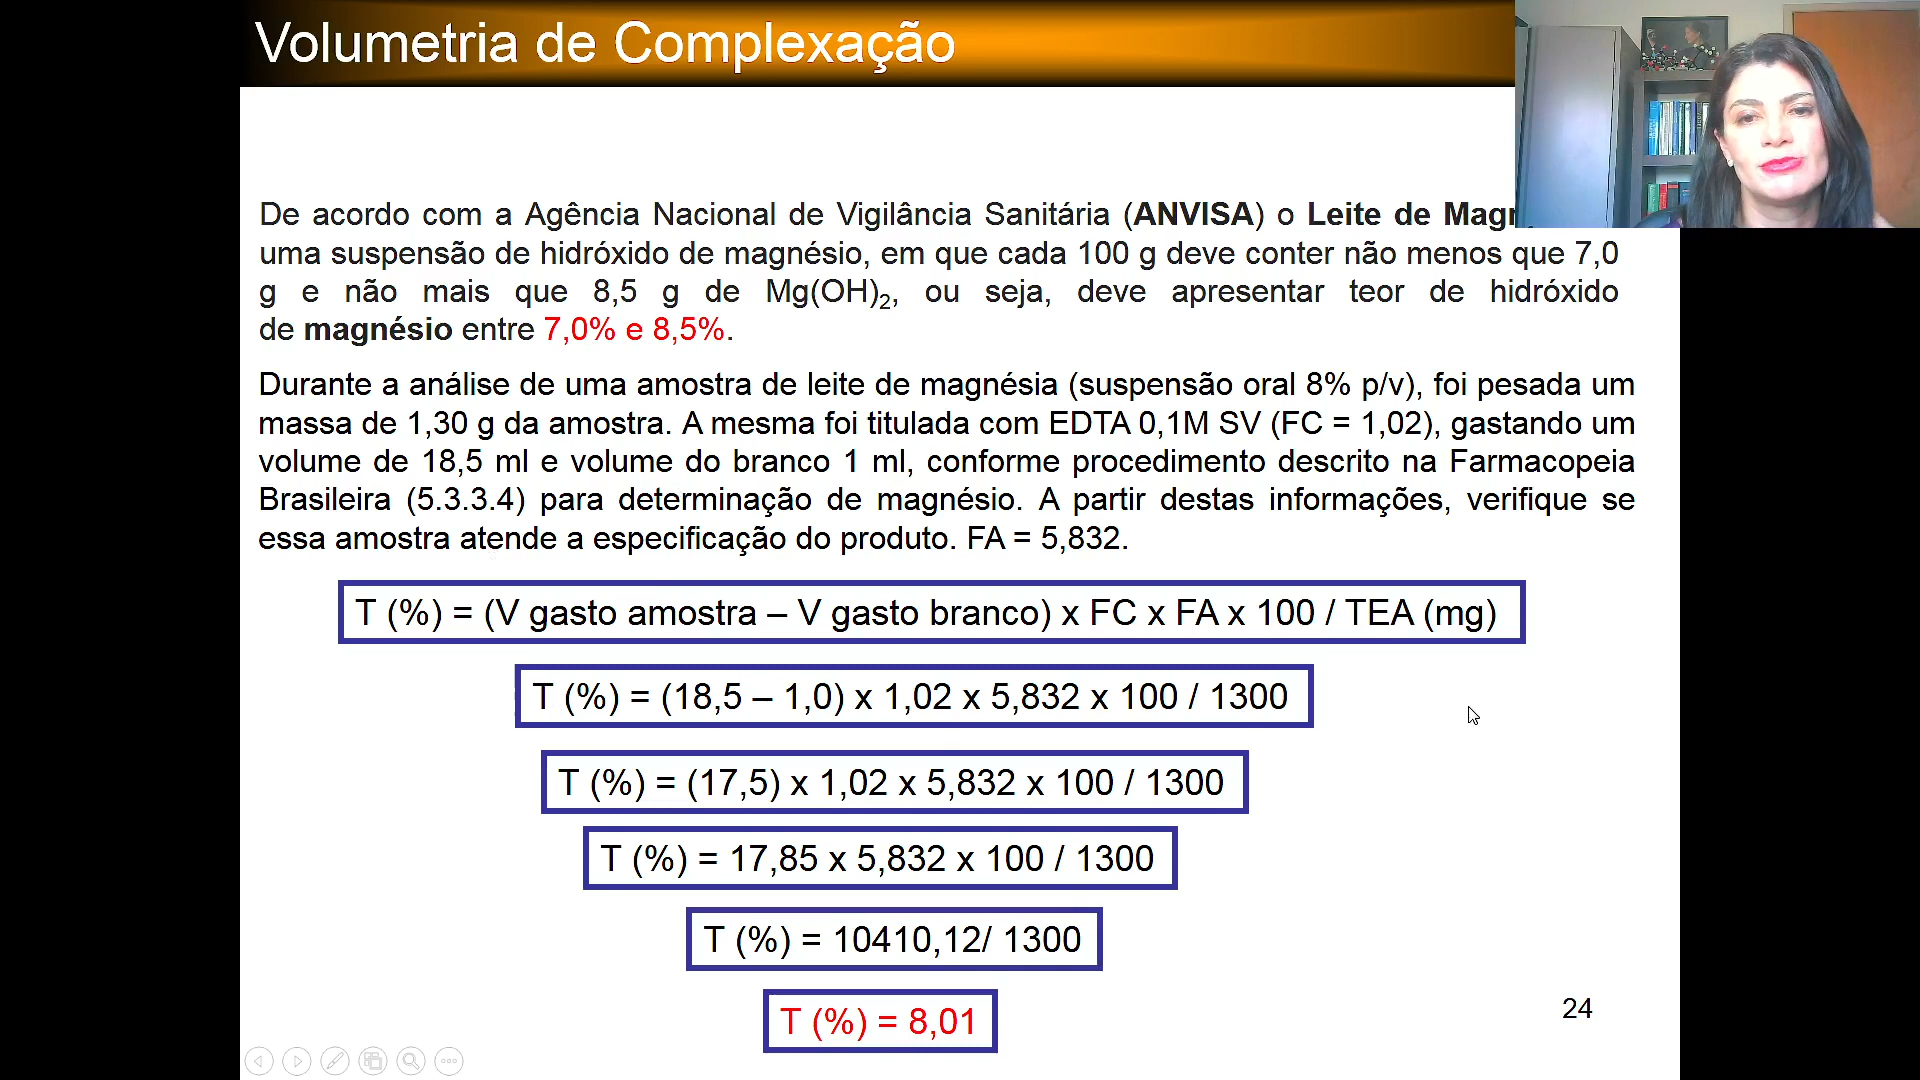 Volumetria de Complexação
De acordo com a Agência Nacional de Vigilância Sanitária (ANVISA) o Leite de
uma suspensão de hidróxido de magnésio, em que cada 100 g deve conter não menos que 7,0
g e não mais que 8,5 g de Mg(OH)₂, ou seja, deve apresentar teor de hidróxido
de magnésio entre 7,0% e 8,5%.
Durante a análise de uma amostra de leite de magnésia (suspensão oral 8% p/v), foi pesada um
massa de 1,30 g da amostra. A mesma foi titulada com EDTA 0,1M SV (FC = 1,02), gastando um
volume de 18,5 ml e volume do branco 1 ml, conforme procedimento descrito na Farmacopeia
Brasileira (5.3.3.4) para determinação de magnésio. A partir destas informações, verifique se
essa amostra atende a especificação do produto. FA = 5,832.
T (%) = (V gasto amostra – V gasto branco) x FC x FA x 100 / TEA (mg)
T (%) = (18,5 – 1,0) x 1,02 x 5,832 x 100 / 1300
T (%) = (17,5) x 1,02 x 5,832 x 100 / 1300
T (%) = 17,85 x 5,832 x 100 / 1300
T (%) = 10410,12/ 1300
T (%) = 8,01
24